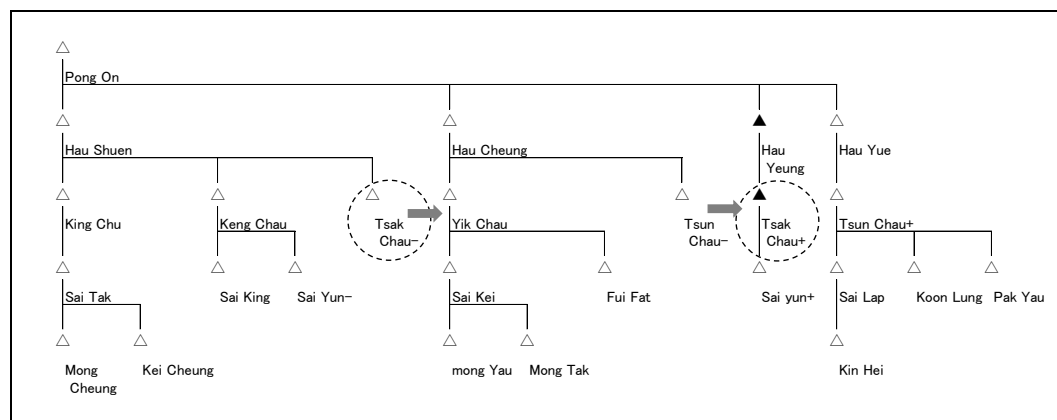 Pong On
Hau Shuen
Hau Cheung
Hau
Yeung
Hau Yue
King Chu
Keng Chau
Tsak
Chau−
Yik Chau
Tsun
Chau−
Tsak
Chau+
Tsun Chau+
Sai Tak
Sai King
Sai Yun−
Sai Kei
Fui Fat
Sai yun+
Sai Lap
Koon Lung
Pak Yau
Mong
Cheung
Kei Cheung
mong Yau
Mong Tak
Kin Hei